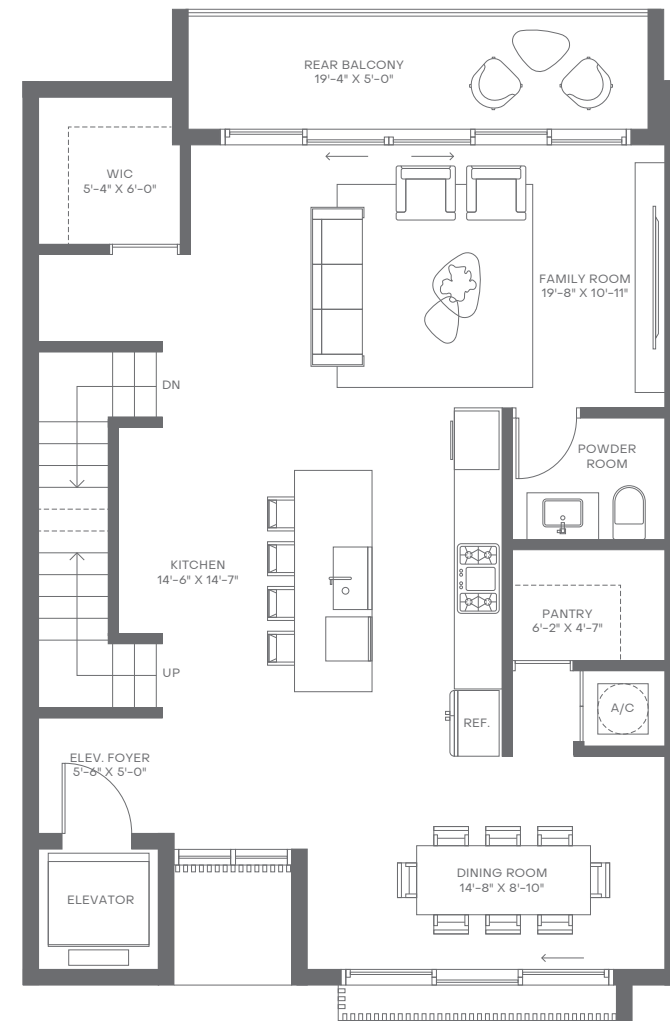 REAR BALCONY
19'-4" X 5'-0"
WIC
5'-4" X 6'-0"
FAMILY ROOM
19'-8" X 10'-11"
DN
POWDER
ROOM
KITCHEN
14'-6" X 14'-7"
PANTRY
6'-2" X 4'-7"
UP
A/C
REF.
ELEV. FOYER
5'-6" X 5'-0"
DINING ROOM
14'-8" X 8'-10"
ELEVATOR